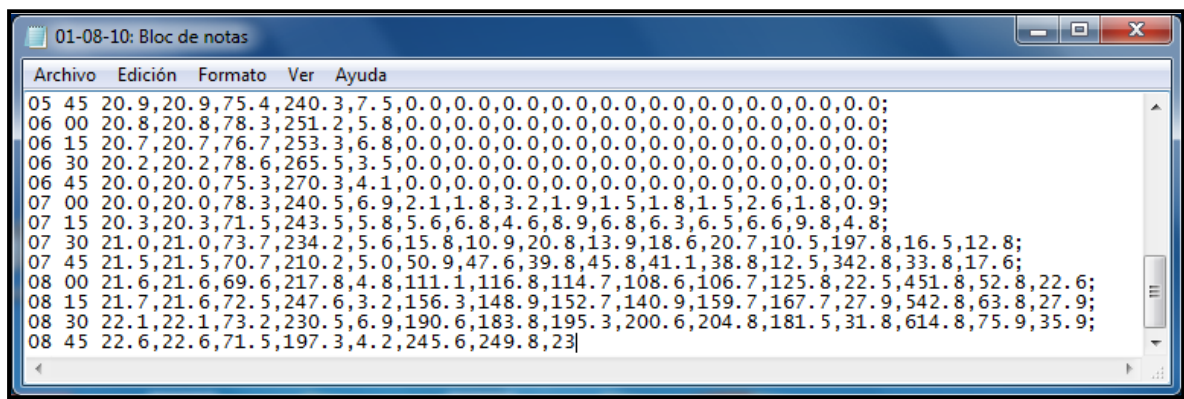 01-08-10: Bloc de notas
Archivo Edición Formato Ver Ayuda
05 45 20.9,20.9,75.4,240.3,7.5,0.0,0.0,0.0,0.0,0.0,0.0,0.0,0.0,0.0,0.0;
06 00 20.8,20.8,78.3,251.2,5.8,0.0,0.0,0.0,0.0,0.0,0.0,0.0,0.0,0.0,0.0;
06 15 20.7,20.7,76.7,253.3,6.8,0.0,0.0,0.0,0.0,0.0,0.0,0.0,0.0,0.0,0.0;
06 30 20.2,20.2,78.6,265.5,3.5,0.0,0.0,0.0,0.0,0.0,0.0,0.0,0.0,0.0,0.0;
06 45 20.0,20.0,75.3,270.3,4.1,0.0,0.0,0.0,0.0,0.0,0.0,0.0,0.0,0.0,0.0;
07 00 20.0,20.0,78.3,240.5,6.9,2.1,1.8,3.2,1.9,1.5,1.8,1.5,2.6,1.8,0.9;
07 15 20.3,20.3,71.5,243.5,5.8,5.6,6.8,4.6,8.9,6.8,6.3,6.5,6.6,9.8,4.8;
07 30 21.0,21.0,73.7,234.2,5.6,15.8,10.9,20.8,13.9,18.6,20.7,10.5,197.8,16.5,12.8;
07 45 21.5,21.5,70.7,210.2,5.0,50.9,47.6,39.8,45.8,41.1,38.8,12.5,342.8,33.8,17.6;
08 00 21.6,21.6,69.6,217.8,4.8,111.1,116.8,114.7,108.6,106.7,125.8,22.5,451.8,52.8,22.6;
08 15 21.7,21.6,72.5,247.6,3.2,156.3,148.9,152.7,140.9,159.7,167.7,27.9,542.8,63.8,27.9;
08 30 22.1,22.1,73.2,230.5,6.9,190.6,183.8,195.3,200.6,204.8,181.5,31.8,614.8,75.9,35.9;
08 45 22.6,22.6,71.5,197.3,4.2,245.6,249.8,23